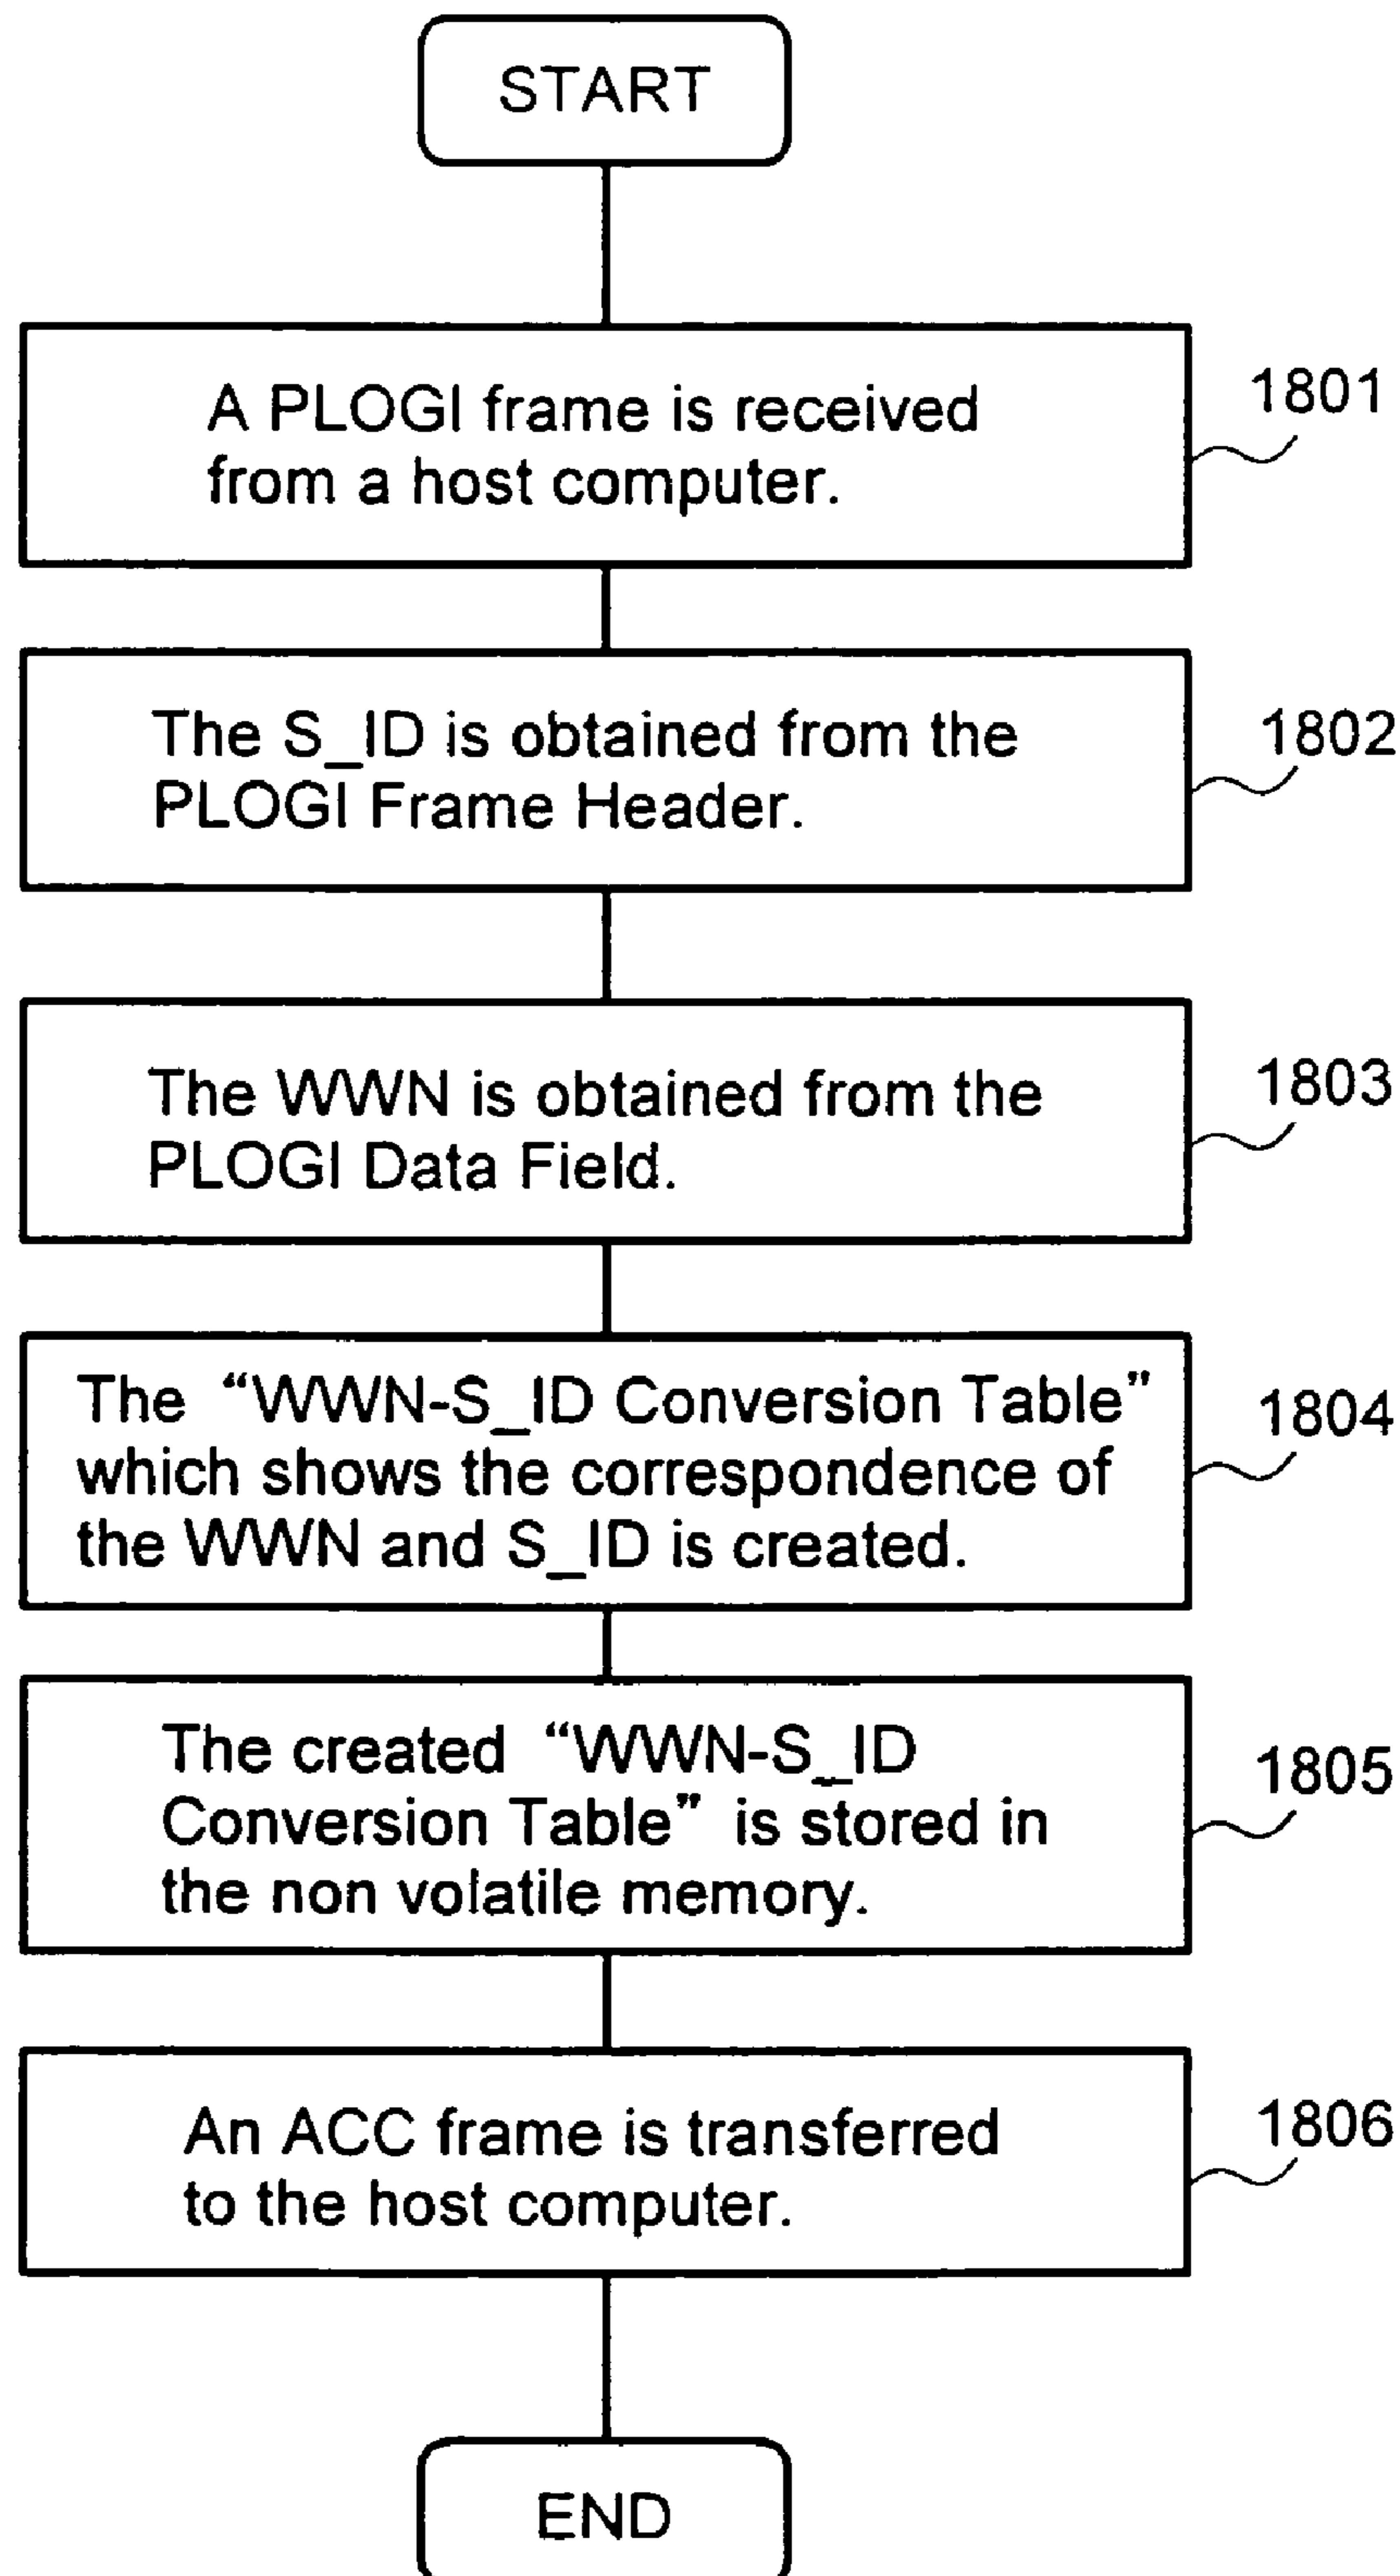 START
A PLOGI frame is received
from a host computer.
1801
The S_ID is obtained from the
PLOGI Frame Header.
1802
The WWN is obtained from the
PLOGI Data Field.
1803
The “WWN-S_ID Conversion Table”
which shows the correspondence of
the WWN and S_ID is created.
1804
The created “WWN-S_ID
Conversion Table” is stored in
the non volatile memory.
1805
An ACC frame is transferred
to the host computer.
1806
END